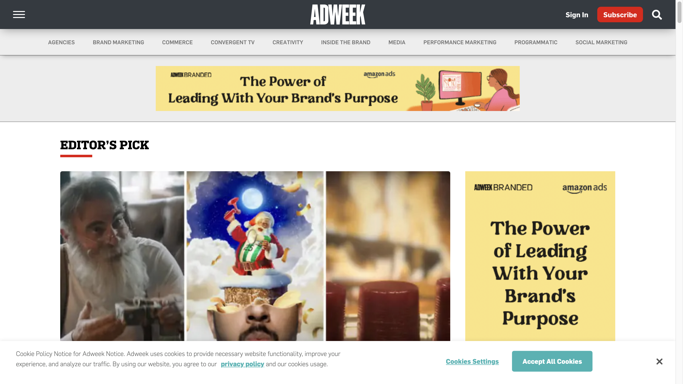 ADWEEK
Sign In
Subscribe
AGENCIES
BRAND MARKETING
COMMERCE
CONVERGENT TV
CREATIVITY
INSIDE THE BRAND
MEDIA
PERFORMANCE MARKETING
PROGRAMMATIC
SOCIAL MARKETING
ADWEEK BRANDED
amazon ads
The Power of
Leading With Your Brand's Purpose
EDITOR'S PICK
ADWEEK BRANDED
amazon ads
The Power
of Leading
With Your
Brand's
Purpose
Cookie Policy Notice for Adweek Notice. Adweek uses cookies to provide necessary website functionality, improve your
experience, and analyze our traffic. By using our website, you agree to our privacy policy and our cookies usage.
Cookies Settings
Accept All Cookies